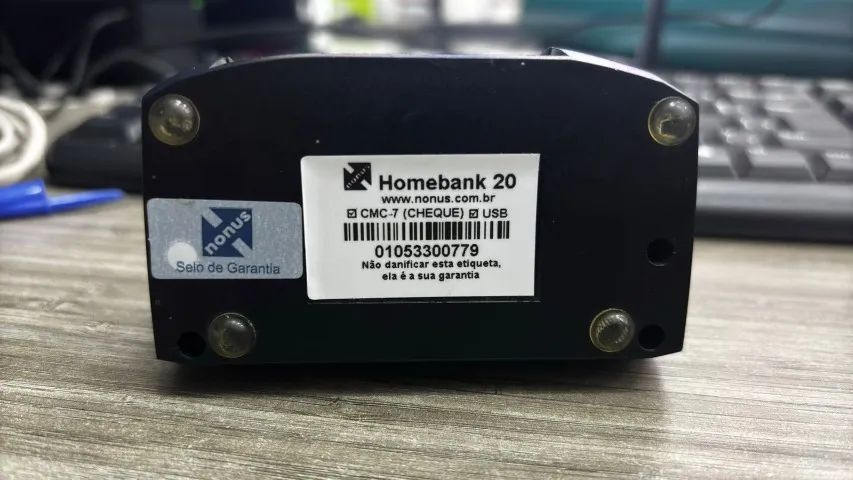 nonus
Homebank 20
www.nonus.com.br
☑ CMC-7 (CHEQUE) ☑ USB
01053300779
Não danificar esta etiqueta,
ela é a sua garantia
nonus
Selo de Garantia